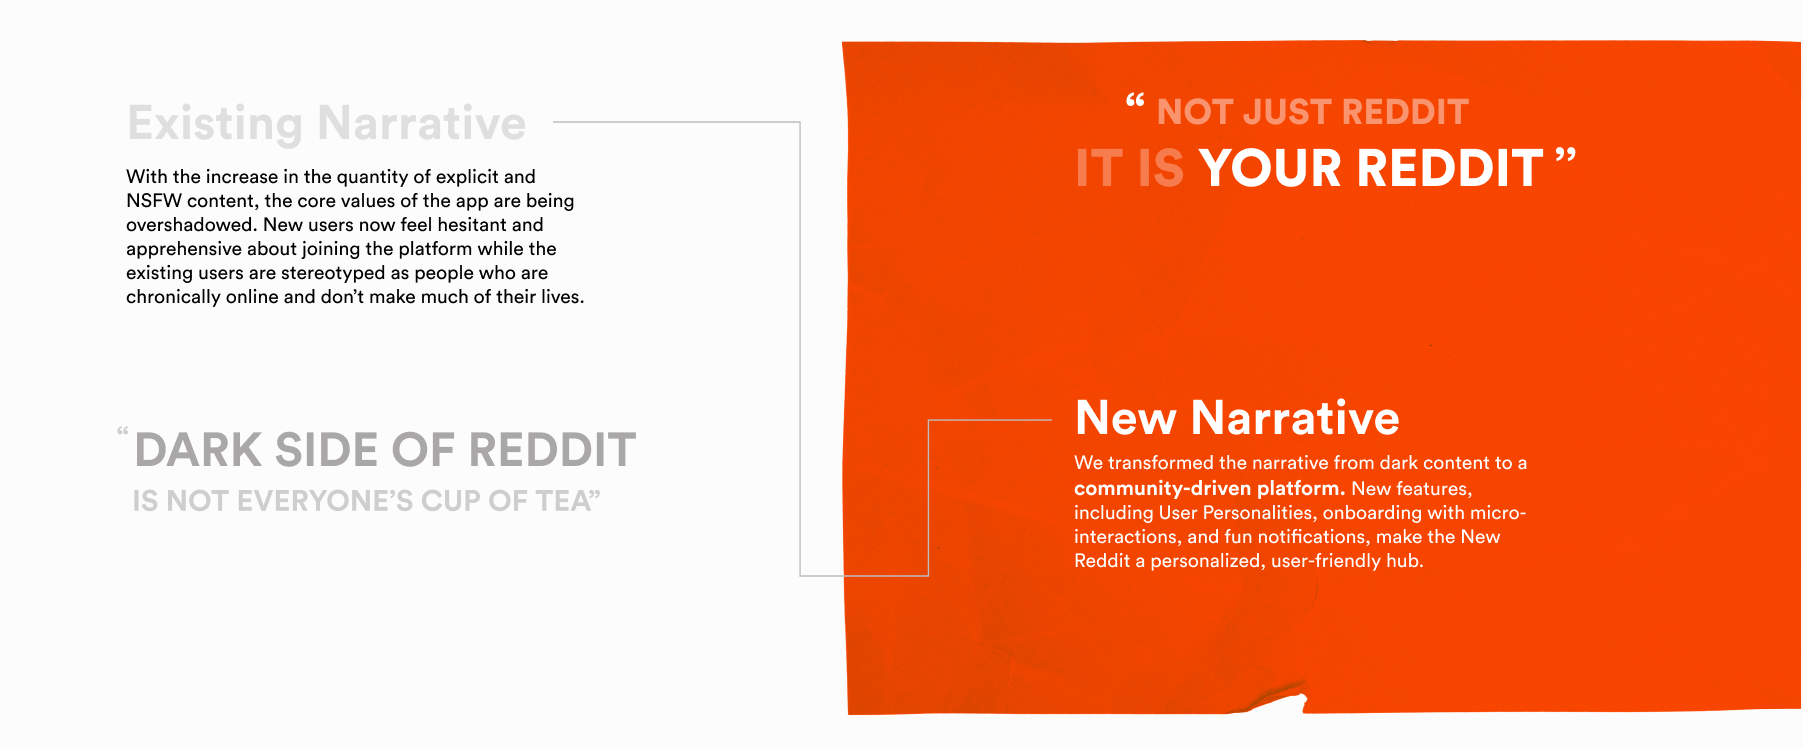 Existing Narrative
With the increase in the quantity of explicit and
NSFW content, the core values of the app are being
overshadowed. New users now feel hesitant and
apprehensive about joining the platform while the
existing users are stereotyped as people who are
chronically online and don’t make much of their lives.
“DARK SIDE OF REDDIT
IS NOT EVERYONE’S CUP OF TEA”
“ NOT JUST REDDIT
IT IS YOUR REDDIT ”
New Narrative
We transformed the narrative from dark content to a
community-driven platform. New features,
including User Personalities, onboarding with micro-
interactions, and fun notifications, make the New
Reddit a personalized, user-friendly hub.